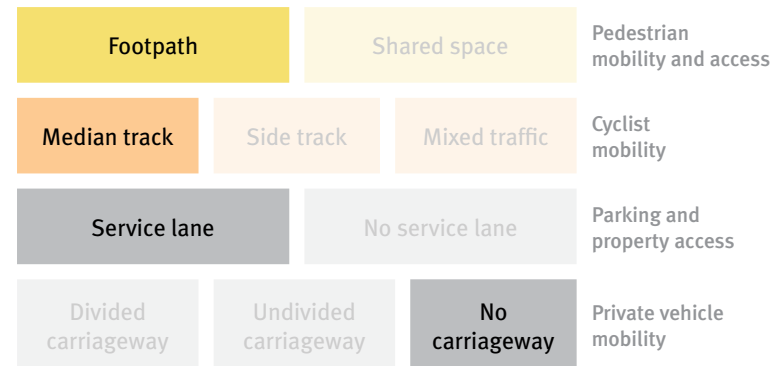 Footpath
Shared space
Pedestrian
mobility and access
Median track
Side track
Mixed traffic
Cyclist
mobility
Service lane
No service lane
Parking and
property access
Divided
carriageway
Undivided
carriageway
No
carriageway
Private vehicle
mobility